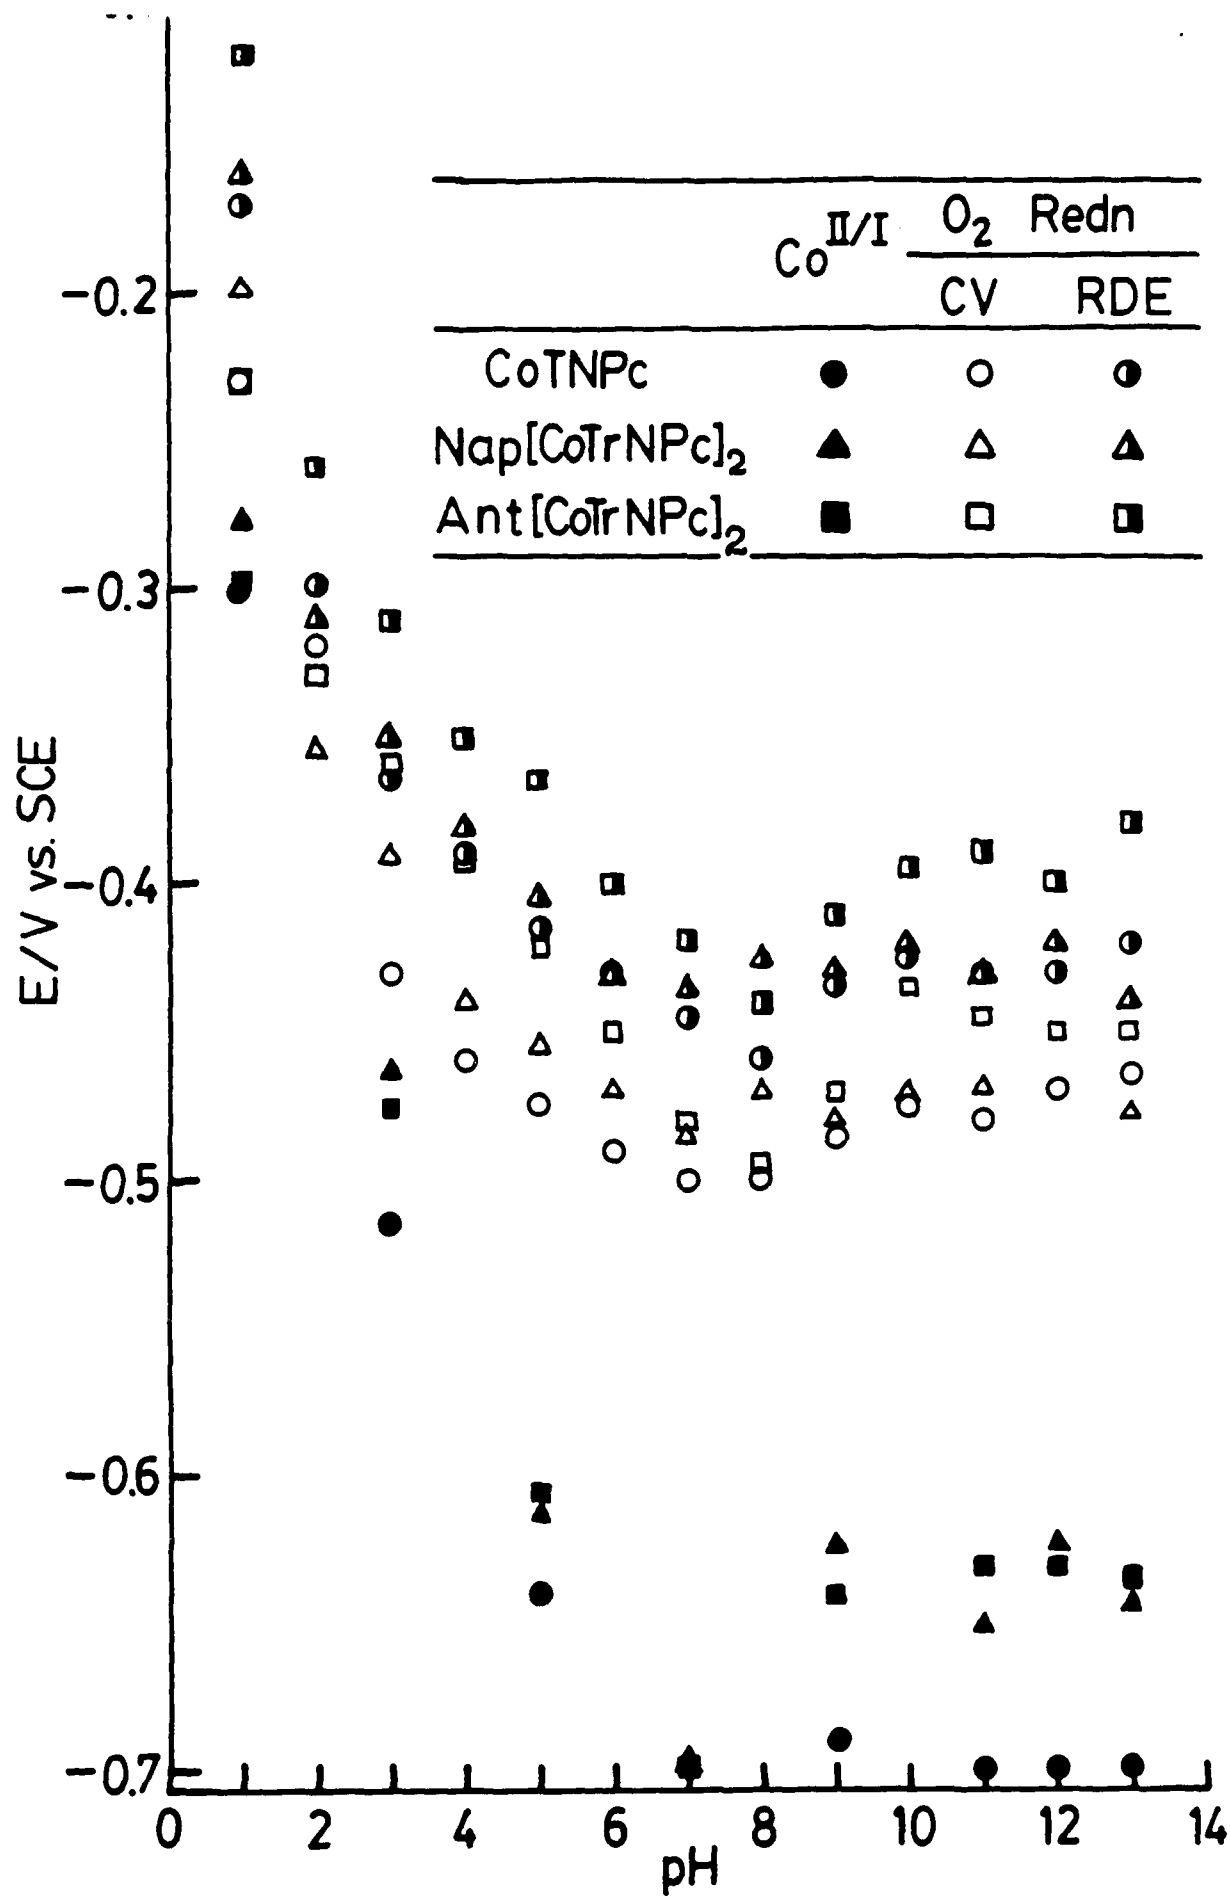 Co^II/I O₂ Redn
CV RDE
CoTNPc
Nap[CoTrNPc]₂
Ant[CoTrNPc]₂
E/V vs. SCE
-0.2
-0.3
-0.4
-0.5
-0.6
-0.7
0 2 4 6 8 10 12 14
pH